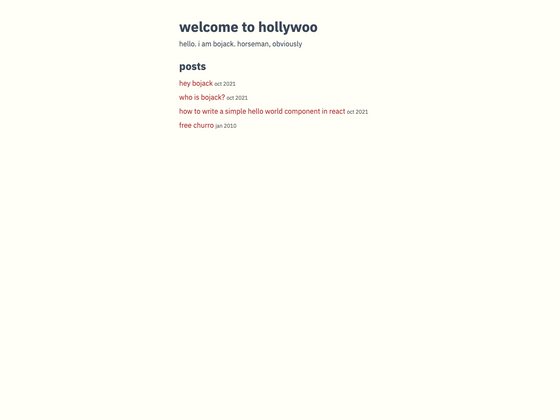 welcome to hollywoo
hello. i am bojack. horseman, obviously
posts
hey bojack oct 2021
who is bojack? oct 2021
how to write a simple hello world component in react oct 2021
free churro jan 2010